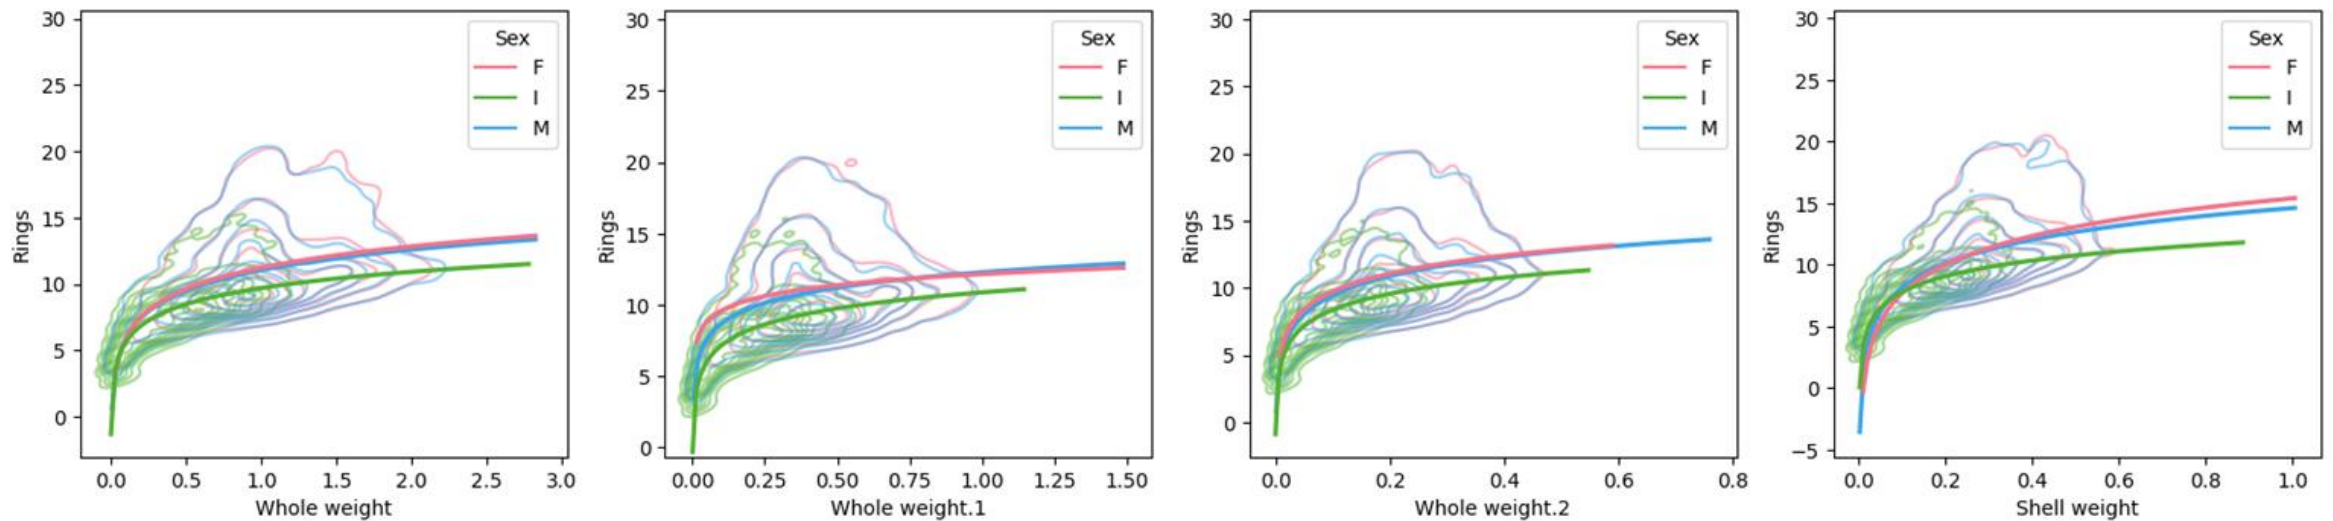 30
25
20
15
10
5
0
Rings
Sex
F
I
M
0.0 0.5 1.0 1.5 2.0 2.5 3.0
Whole weight
30
25
20
15
10
5
0
Rings
Sex
F
I
M
0.00 0.25 0.50 0.75 1.00 1.25 1.50
Whole weight.1
30
25
20
15
10
5
0
Rings
Sex
F
I
M
0.0 0.2 0.4 0.6 0.8
Whole weight.2
30
25
20
15
10
5
0
−5
Rings
Sex
F
I
M
0.0 0.2 0.4 0.6 0.8 1.0
Shell weight